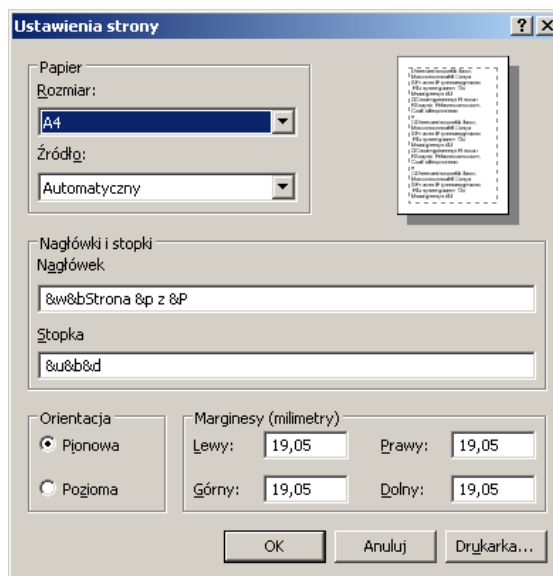 Ustawienia strony
Papier
Rozmiar:
A4
Źródło:
Automatyczny
Nagłówki i stopki
Nagłówek
&w&bStrona &p z &P
Stopka
&u&b&d
Orientacja
Pionowa
Pozioma
Marginesy (milimetry)
Lewy: 19,05 Prawy: 19,05
Górny: 19,05 Dolny: 19,05
OK Anuluj Drukarka...